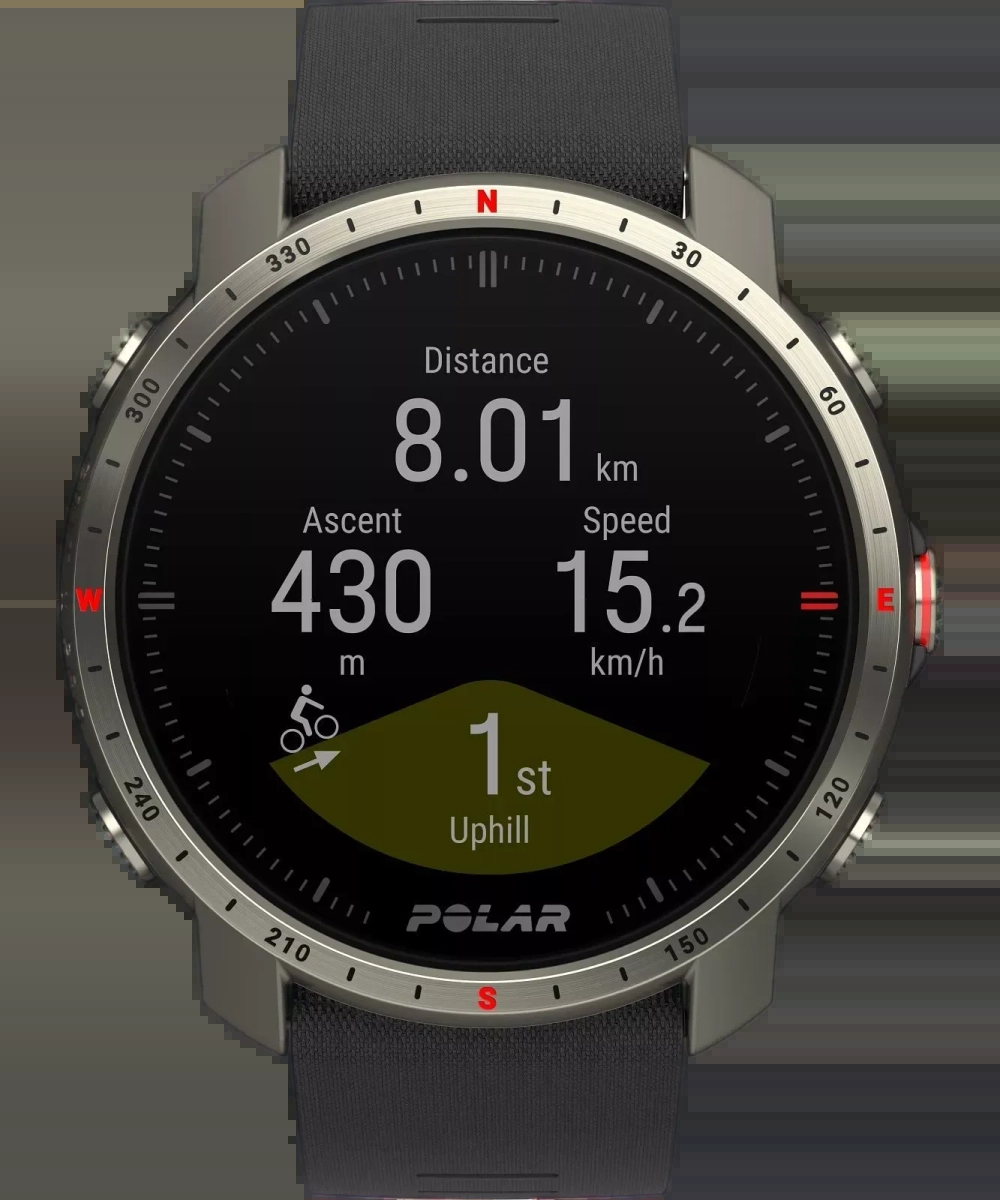 N
330
30
300
60
Distance
8.01 km
Ascent Speed
430 15.2
m km/h
W E
1st
Uphill
240
120
POLAR
210
150
S